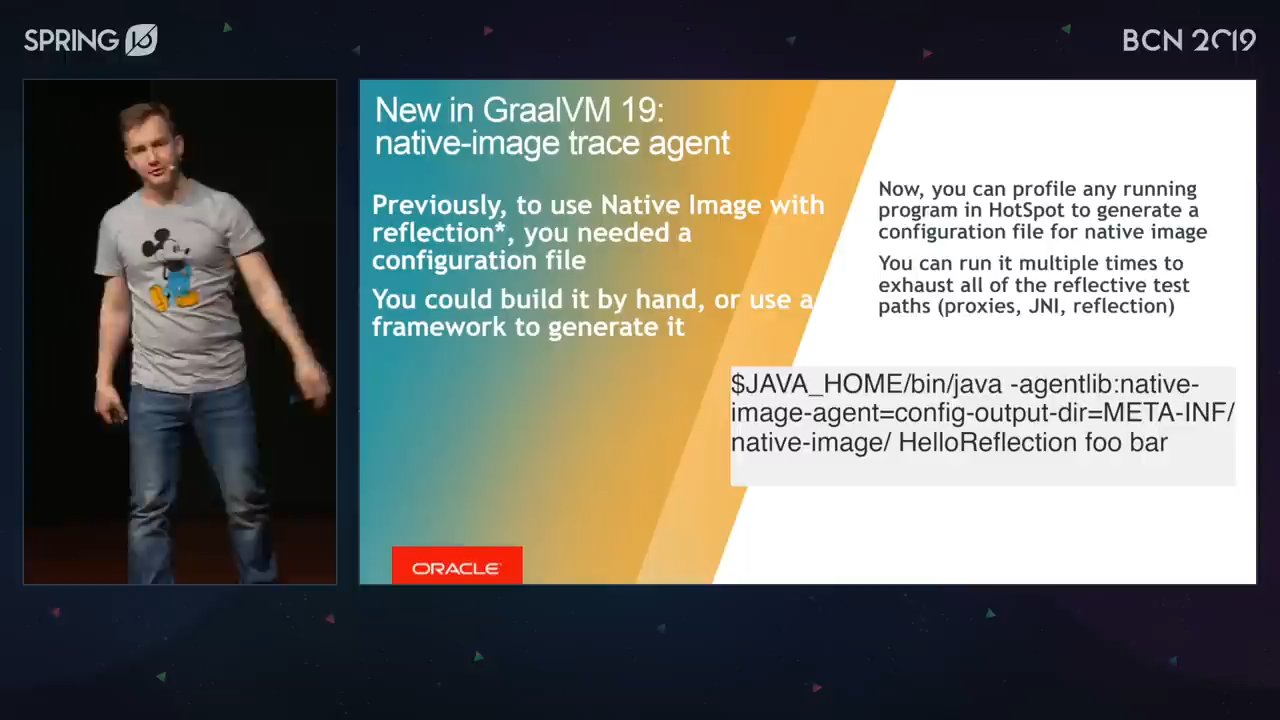 SPRING IO
BCN 2019
New in GraalVM 19:
native-image trace agent
Previously, to use Native Image with
reflection*, you needed a
configuration file
You could build it by hand, or use a
framework to generate it
Now, you can profile any running
program in HotSpot to generate a
configuration file for native image
You can run it multiple times to
exhaust all of the reflective test
paths (proxies, JNI, reflection)
$JAVA_HOME/bin/java -agentlib:native-
image-agent=config-output-dir=META-INF/
native-image/ HelloReflection foo bar
ORACLE